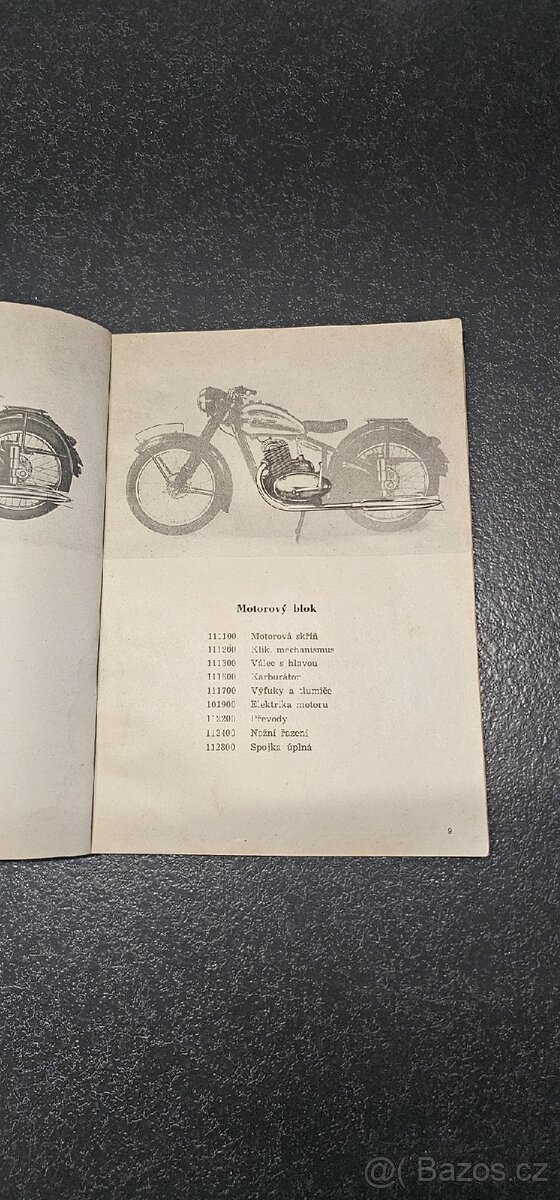 Motorový blok
111100 Motorová skříň
111200 Klik. mechanismus
111300 Válec s hlavou
111500 Karburátor
111700 Výfuky a tlumiče
101900 Elektrika motoru
112200 Převody
112400 Nožní řazení
112800 Spojka úplná
9
@( Bazos.cz